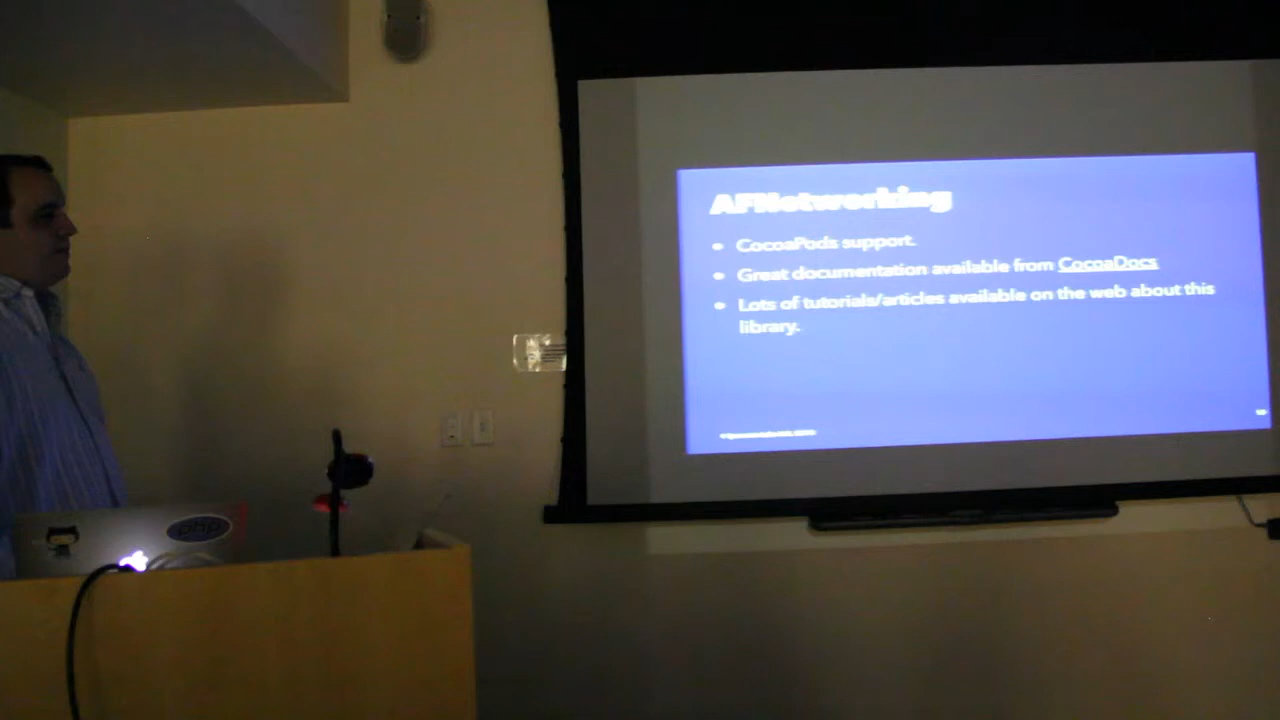 AFNetworking
• CocoaPods support.
• Great documentation available from CocoaDocs
• Lots of tutorials/articles available on the web about this
library.
php